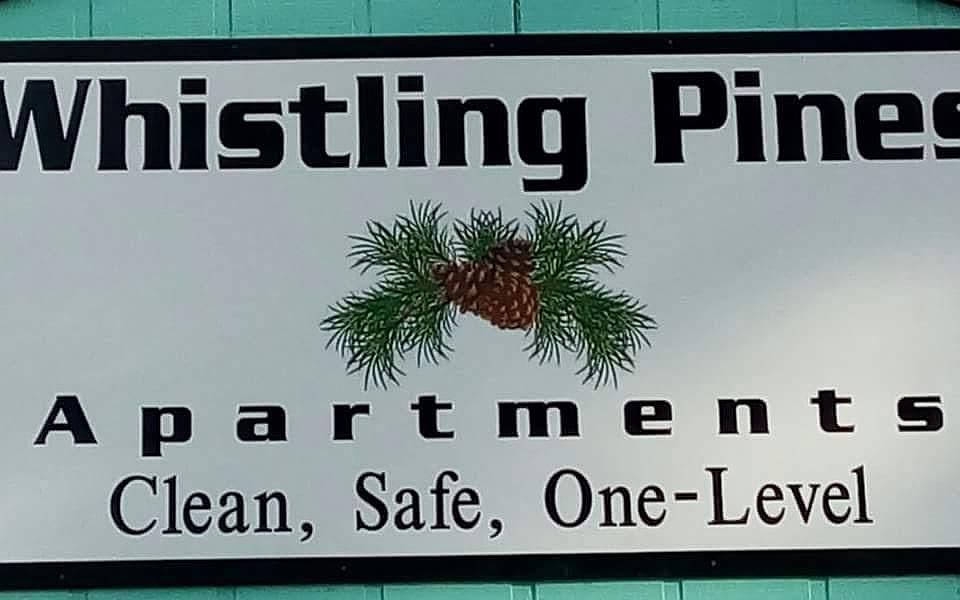 Whistling Pines
Apartments
Clean, Safe, One-Level